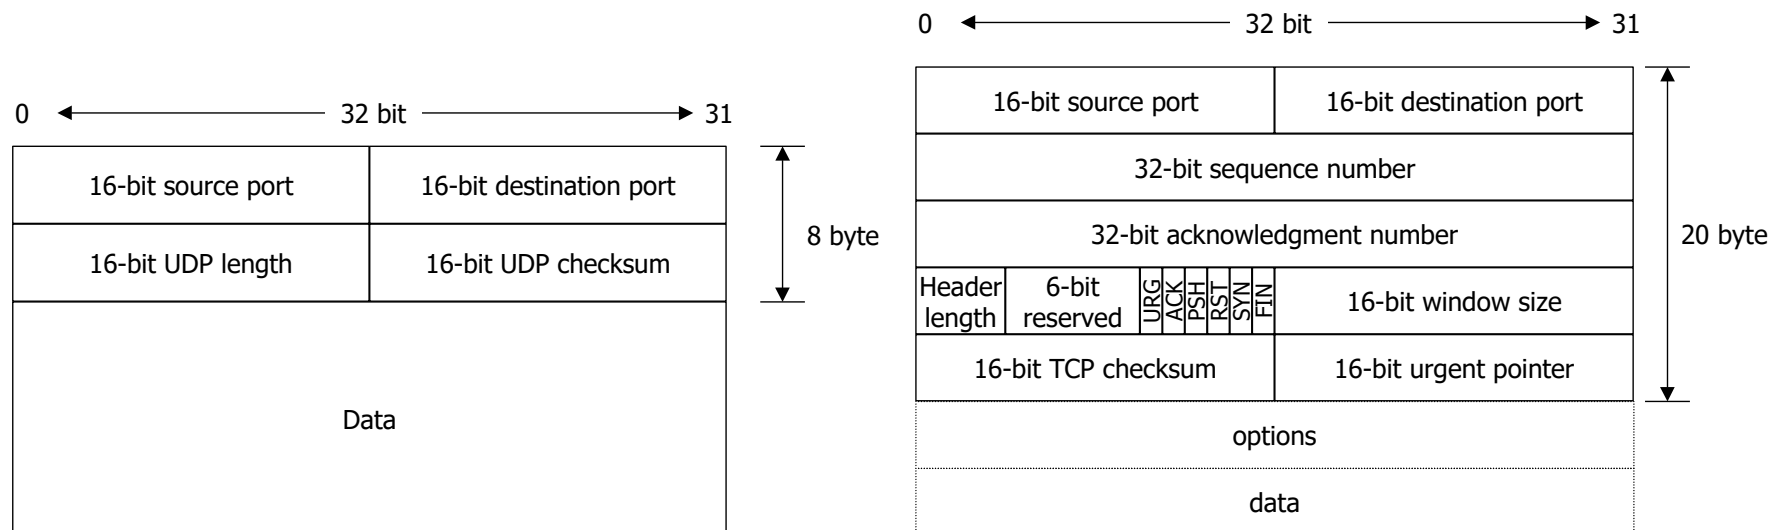 0 32 bit 31
16-bit source port 16-bit destination port
16-bit UDP length 16-bit UDP checksum
8 byte
Data
0 32 bit 31
16-bit source port 16-bit destination port
32-bit sequence number
32-bit acknowledgment number
20 byte
Header
length
6-bit
reserved
URG
ACK
PSH
RST
SYN
FIN
16-bit window size
16-bit TCP checksum 16-bit urgent pointer
options
data